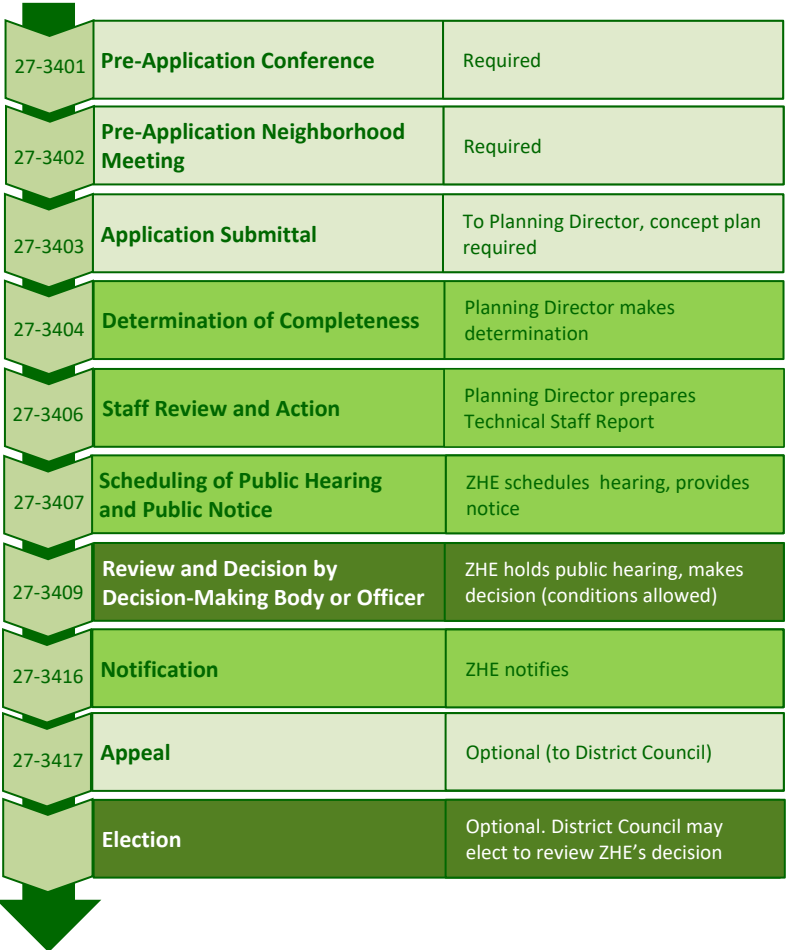 27-3401
Pre-Application Conference
Required
27-3402
Pre-Application Neighborhood
Meeting
Required
27-3403
Application Submittal
To Planning Director, concept plan
required
27-3404
Determination of Completeness
Planning Director makes
determination
27-3406
Staff Review and Action
Planning Director prepares
Technical Staff Report
27-3407
Scheduling of Public Hearing
and Public Notice
ZHE schedules  hearing, provides
notice
27-3409
Review and Decision by
Decision-Making Body or Officer
ZHE holds public hearing, makes
decision (conditions allowed)
27-3416
Notification
ZHE notifies
27-3417
Appeal
Optional (to District Council)
Election
Optional. District Council may
elect to review ZHE’s decision